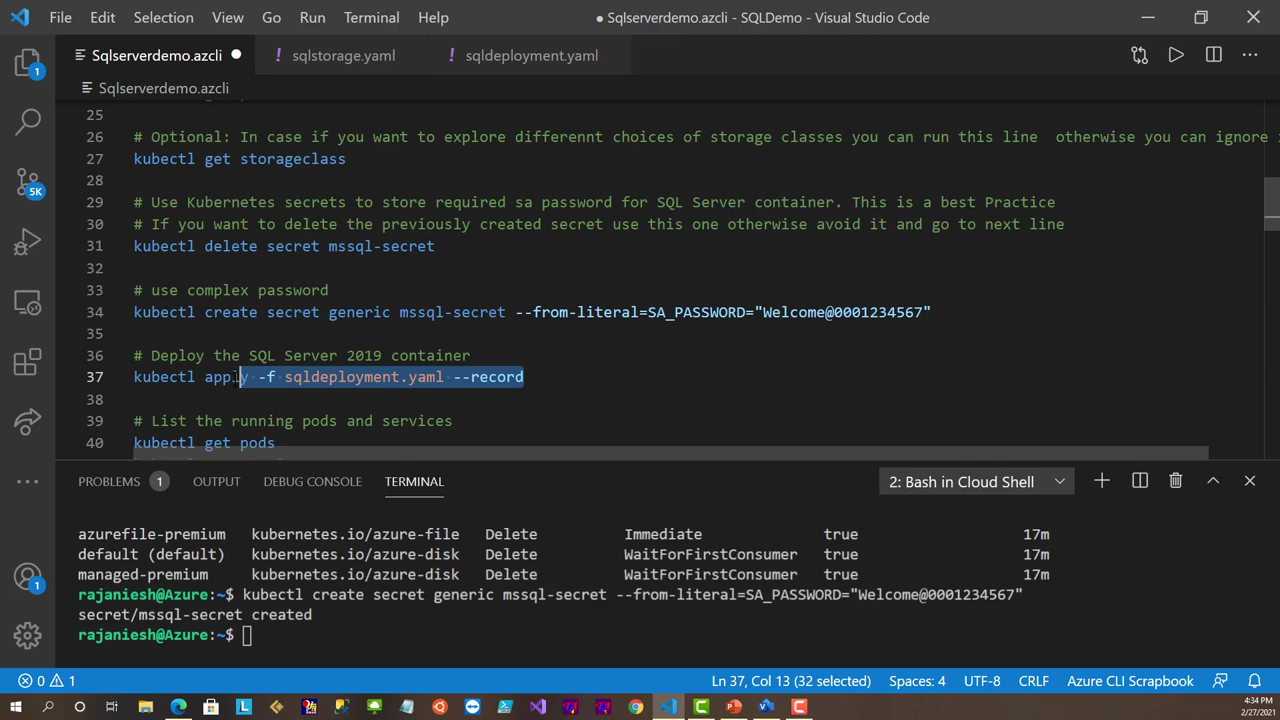 File Edit Selection View Go Run Terminal Help
● Sqlserverdemo.azcli - SQLDemo - Visual Studio Code
Sqlserverdemo.azcli ●
! sqlstorage.yaml
! sqldeployment.yaml
Sqlserverdemo.azcli
25
26 # Optional: In case if you want to explore differennt choices of storage classes you can run this line  otherwise you can ignore
27 kubectl get storageclass
28
29 # Use Kubernetes secrets to store required sa password for SQL Server container. This is a best Practice
30 # If you want to delete the previously created secret use this one otherwise avoid it and go to next line
31 kubectl delete secret mssql-secret
32
33 # use complex password
34 kubectl create secret generic mssql-secret --from-literal=SA_PASSWORD="Welcome@0001234567"
35
36 # Deploy the SQL Server 2019 container
37 kubectl apply -f sqldeployment.yaml --record
38
39 # List the running pods and services
40 kubectl get pods
1
5K
1
PROBLEMS 1 OUTPUT DEBUG CONSOLE TERMINAL
2: Bash in Cloud Shell
azurefile-premium kubernetes.io/azure-file Delete Immediate true 17m
default (default) kubernetes.io/azure-disk Delete WaitForFirstConsumer true 17m
managed-premium kubernetes.io/azure-disk Delete WaitForFirstConsumer true 17m
rajaniesh@Azure:~$ kubectl create secret generic mssql-secret --from-literal=SA_PASSWORD="Welcome@0001234567"
secret/mssql-secret created
rajaniesh@Azure:~$
0 1
Ln 37, Col 13 (32 selected) Spaces: 4 UTF-8 CRLF Azure CLI Scrapbook
4:34 PM
2/27/2021